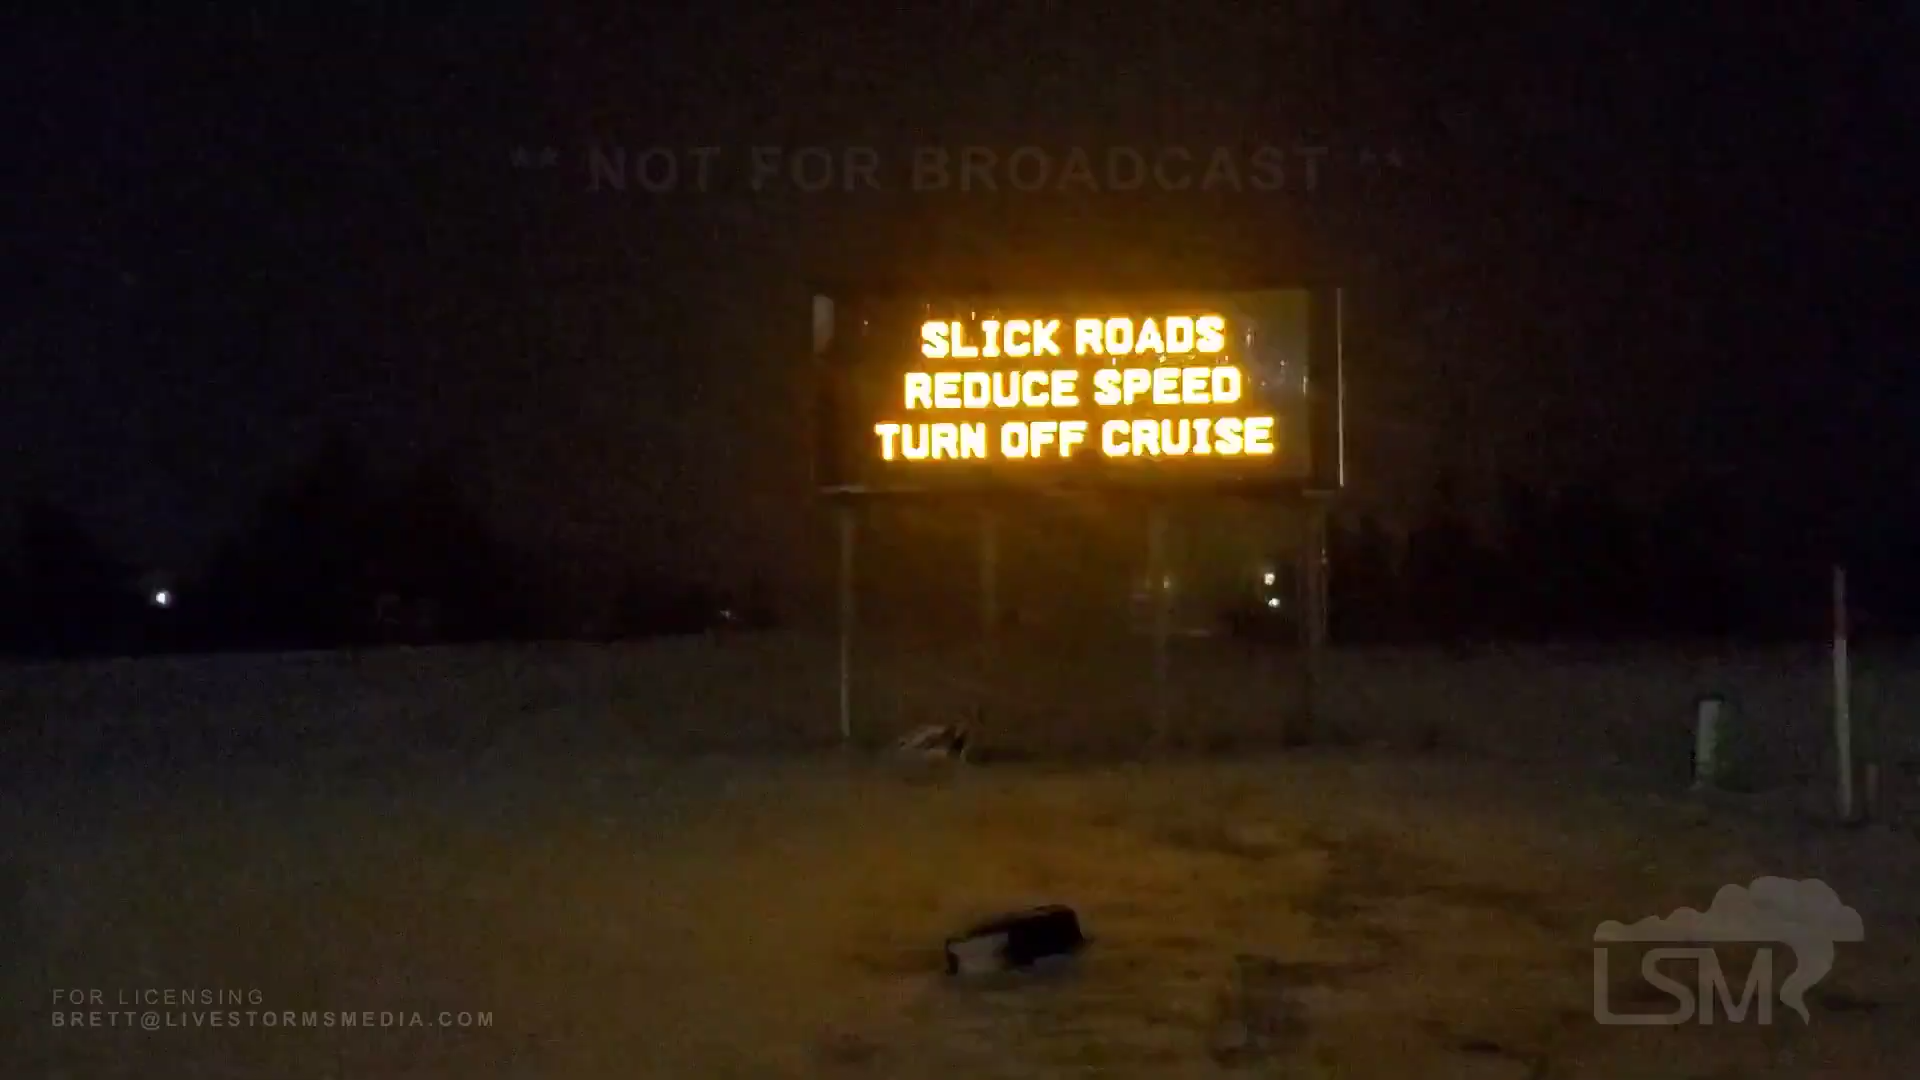 ** NOT FOR BROADCAST **
SLICK ROADS
REDUCE SPEED
TURN OFF CRUISE
FOR LICENSING
BRETT@LIVESTORMSMEDIA.COM
LSM